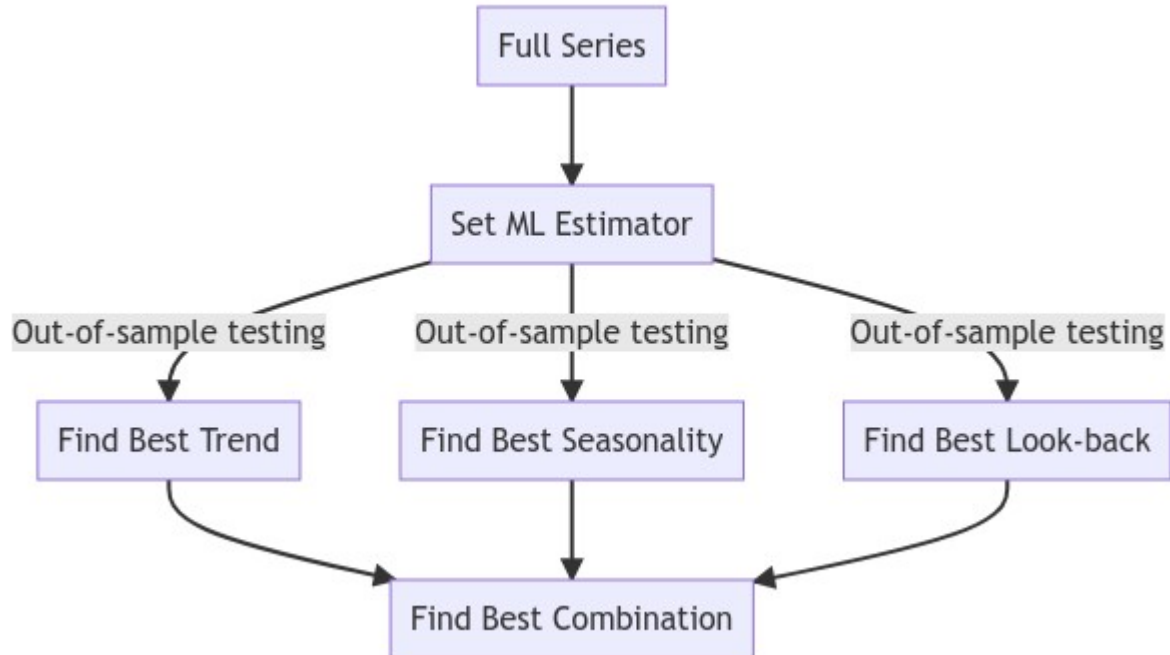 Full Series
Set ML Estimator
Out-of-sample testing
Out-of-sample testing
Out-of-sample testing
Find Best Trend
Find Best Seasonality
Find Best Look-back
Find Best Combination